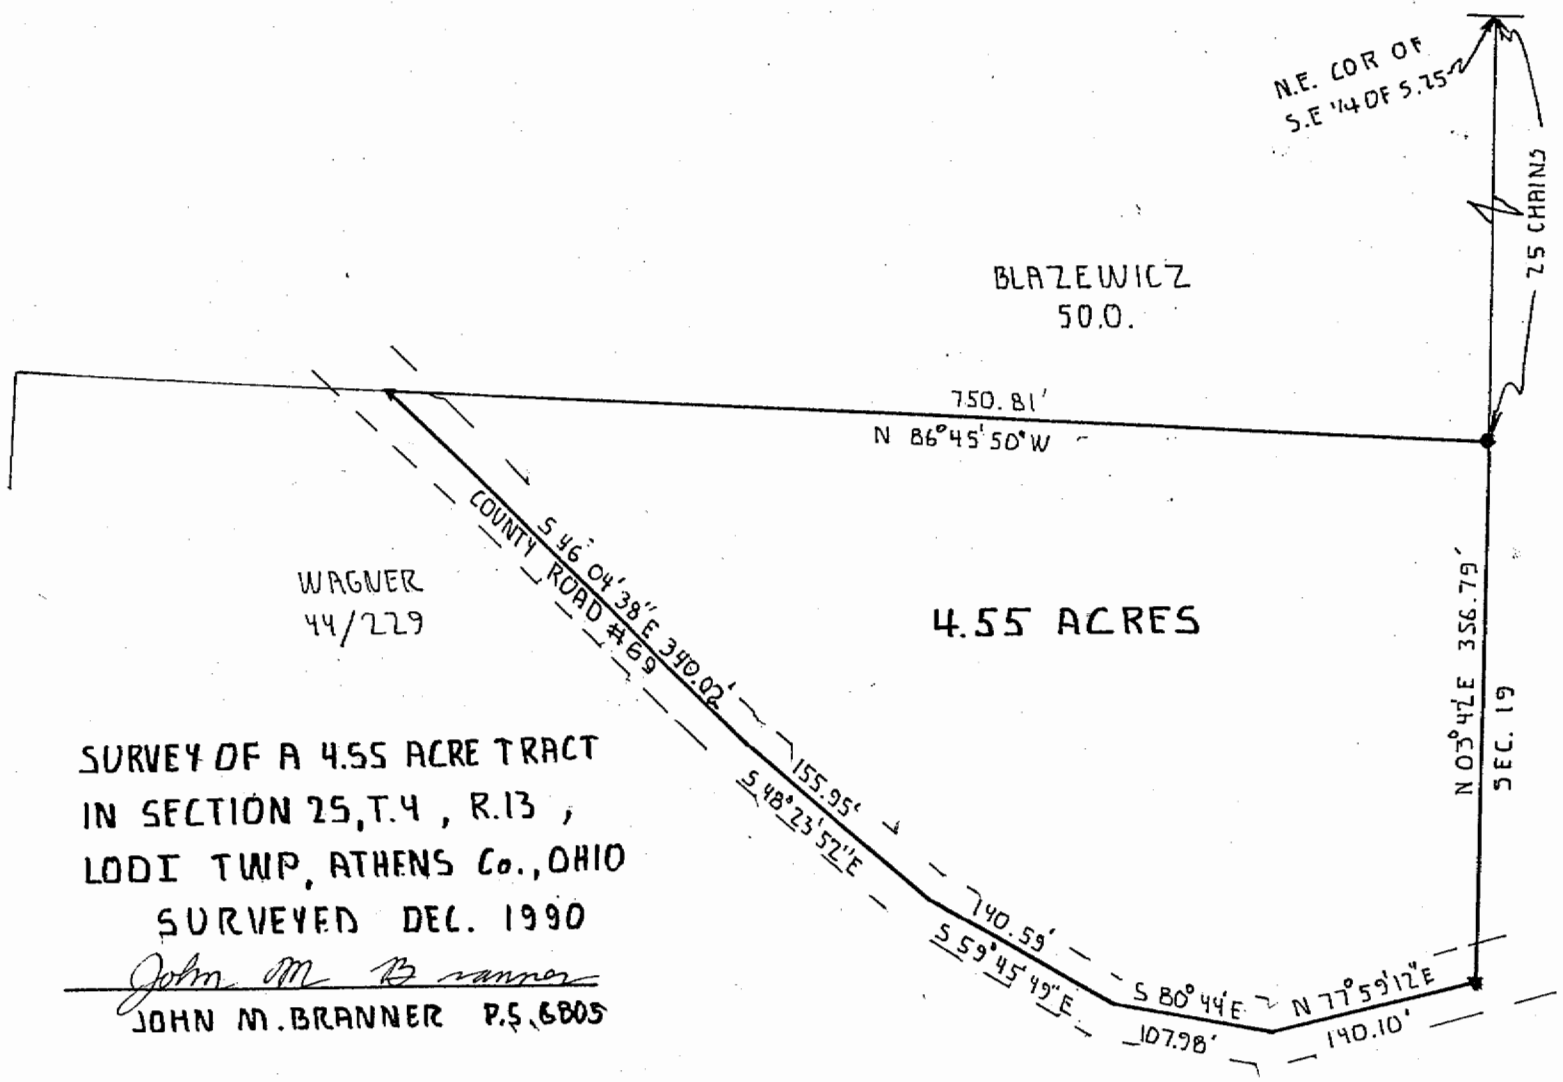 N.E. COR OF
S.E 1/4 OF S.25
25 CHAINS
BLAZEWICZ
50.0.
750.81'
N 86°45'50"W
S 46° 04' 38" E 340.02'
COUNTY ROAD #69
WAGNER
44/229
4.55 ACRES
N 03°42'E 356.79'
SEC. 19
155.95'
S 48°23'52"E
140.59'
S 59°45'49"E
S 80°44'E
107.98'
N 77°59'12"E
140.10'
SURVEY OF A 4.55 ACRE TRACT
IN SECTION 25, T.4, R.13,
LODI TWP, ATHENS Co., OHIO
SURVEYED DEC. 1990
John M Branner
JOHN M. BRANNER P.S. 6805